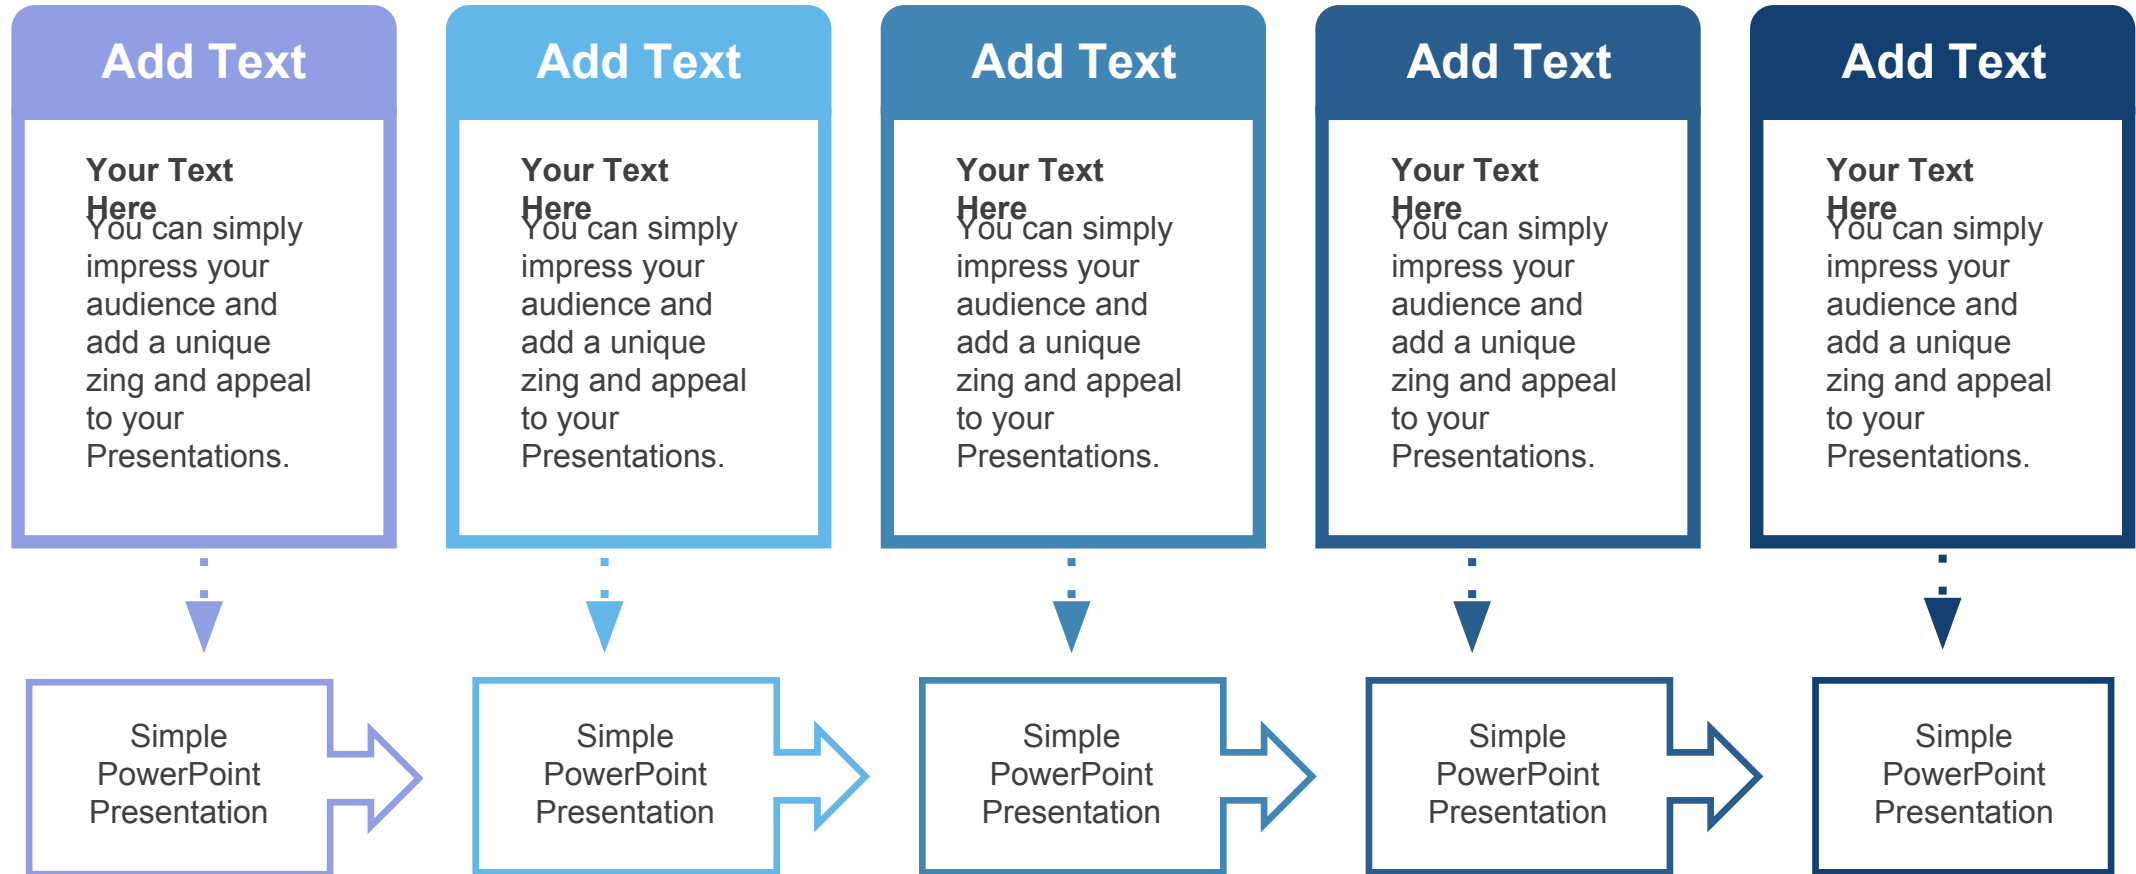 Add Text
Your Text
Here
You can simply
impress your
audience and
add a unique
zing and appeal
to your
Presentations.
Add Text
Your Text
Here
You can simply
impress your
audience and
add a unique
zing and appeal
to your
Presentations.
Add Text
Your Text
Here
You can simply
impress your
audience and
add a unique
zing and appeal
to your
Presentations.
Add Text
Your Text
Here
You can simply
impress your
audience and
add a unique
zing and appeal
to your
Presentations.
Add Text
Your Text
Here
You can simply
impress your
audience and
add a unique
zing and appeal
to your
Presentations.
Simple
PowerPoint
Presentation
Simple
PowerPoint
Presentation
Simple
PowerPoint
Presentation
Simple
PowerPoint
Presentation
Simple
PowerPoint
Presentation